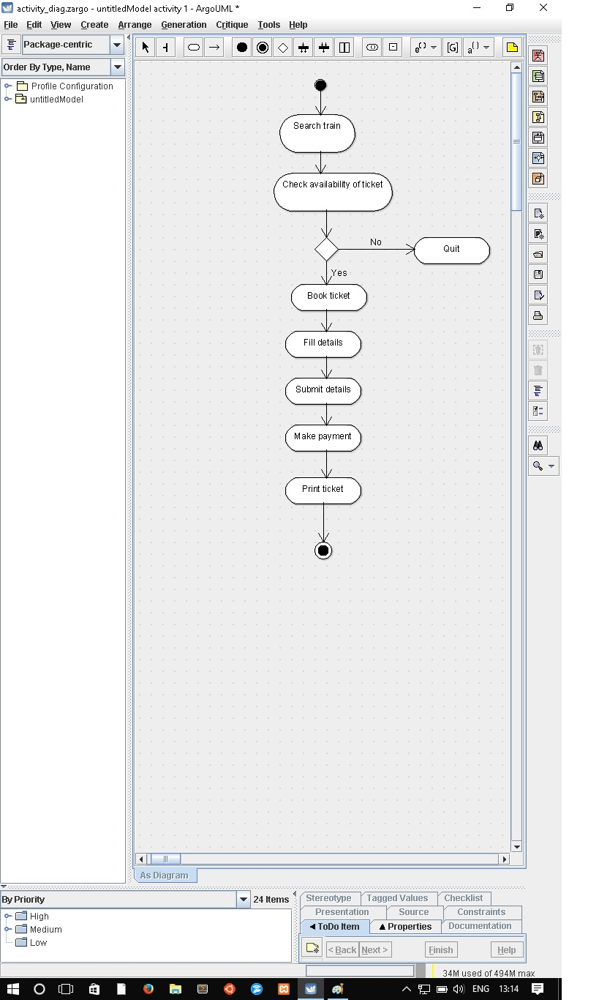 activity_diag.zargo - untitledModel activity 1 - ArgoUML *
File Edit View Create Arrange Generation Critique Tools Help
Package-centric
Order By Type, Name
Profile Configuration
untitledModel
Search train
Check availability of ticket
No
Quit
Yes
Book ticket
Fill details
Submit details
Make payment
Print ticket
As Diagram
By Priority
24 Items
High
Medium
Low
Stereotype Tagged Values Checklist
Presentation Source Constraints
ToDo Item Properties Documentation
< Back Next > Finish Help
34M used of 494M max
ENG 13:14